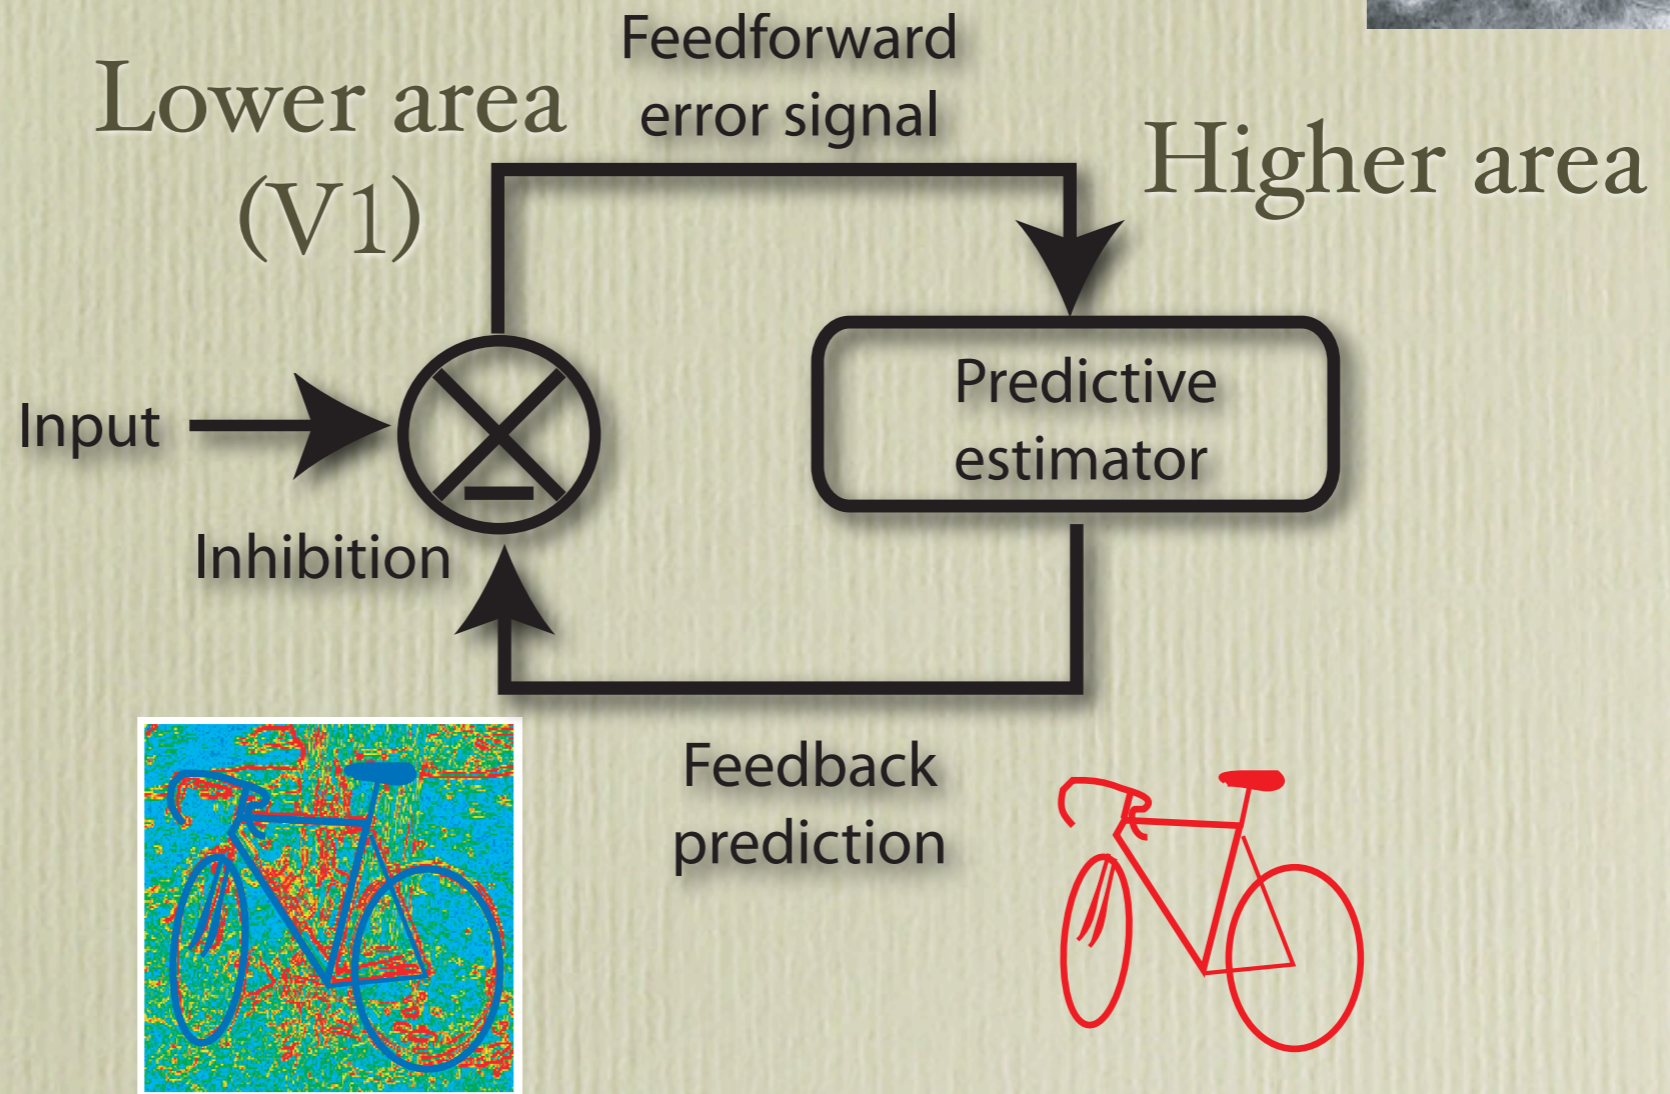 Feedforward
error signal
Lower area
(V1)
Higher area
Input
Predictive
estimator
Inhibition
Feedback
prediction